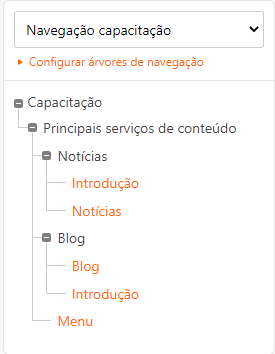 Navegação capacitação
Configurar árvores de navegação
Capacitação
Principais serviços de conteúdo
Notícias
Introdução
Notícias
Blog
Blog
Introdução
Menu